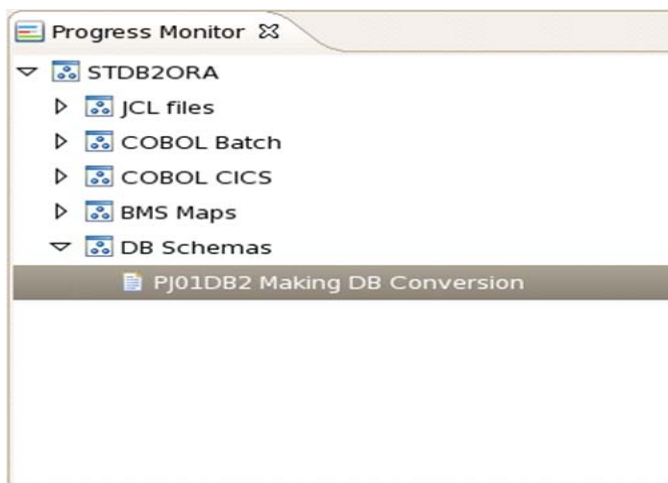 Progress Monitor
STDB2ORA
JCL files
COBOL Batch
COBOL CICS
BMS Maps
DB Schemas
PJ01DB2 Making DB Conversion